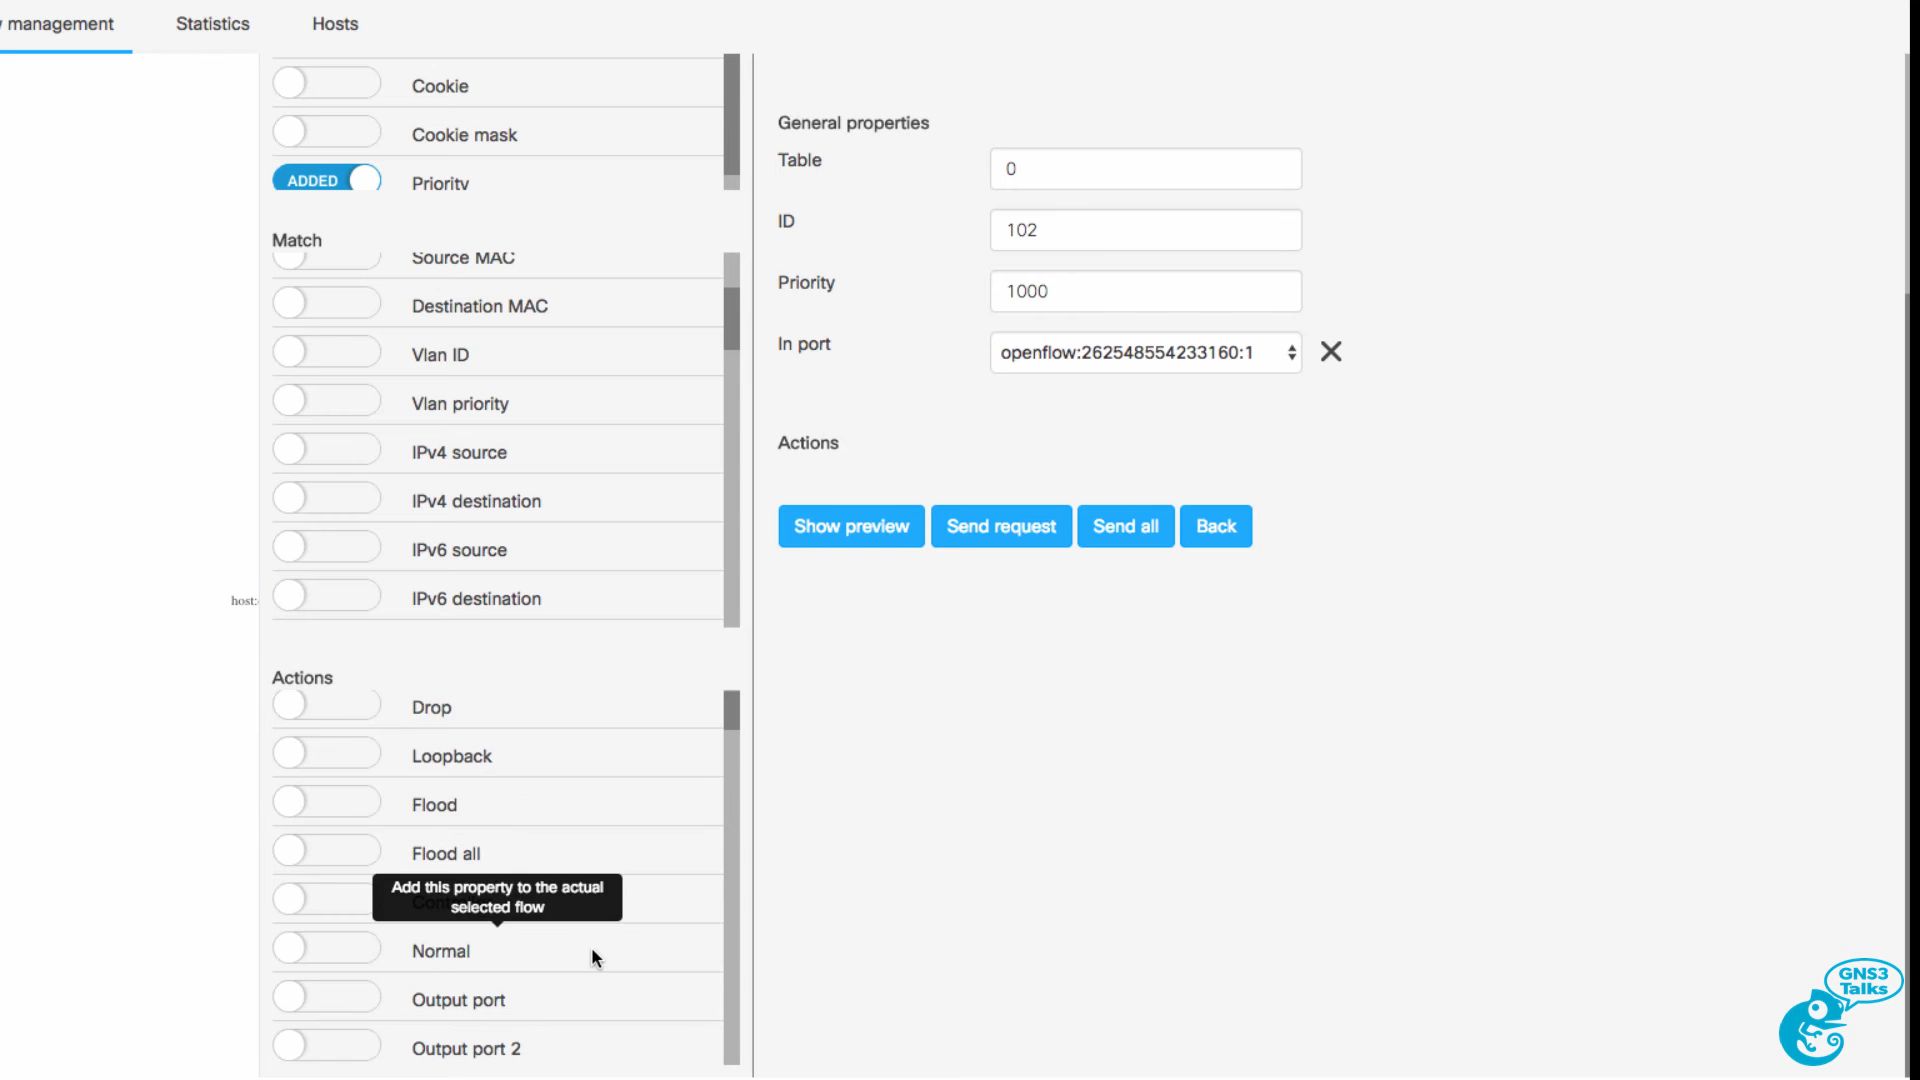 management
Statistics
Hosts
Cookie
Cookie mask
ADDED
Priority
Match
Source MAC
Destination MAC
Vlan ID
Vlan priority
IPv4 source
IPv4 destination
IPv6 source
host:
IPv6 destination
Actions
Drop
Loopback
Flood
Flood all
Add this property to the actual
selected flow
Normal
Output port
Output port 2
General properties
Table
0
ID
102
Priority
1000
In port
openflow:262548554233160:1
Actions
Show preview
Send request
Send all
Back
GNS3
Talks